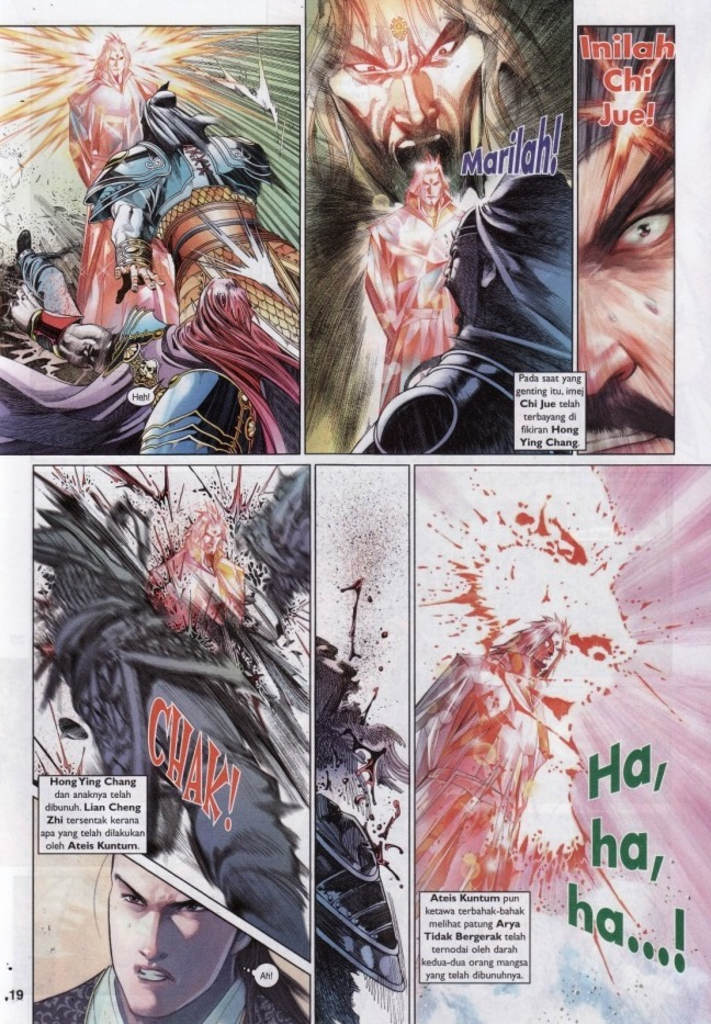 Heh!
Marilah!
Pada saat yang
genting itu, imej
Chi Jue telah
terbayang di
fikiran Hong
Ying Chang.
Inilah
Chi
Jue!
CHAK!
Hong Ying Chang
dan anaknya telah
dibunuh. Lian Cheng
Zhi tersentak kerana
apa yang telah dilakukan
oleh Ateis Kuntum.
Ah!
Ha,
ha,
ha...!
Ateis Kuntum pun
ketawa terbahak-bahak
melihat patung Arya
Tidak Bergerak telah
ternodai oleh darah
kedua-dua orang mangsa
yang telah dibunuhnya.
19